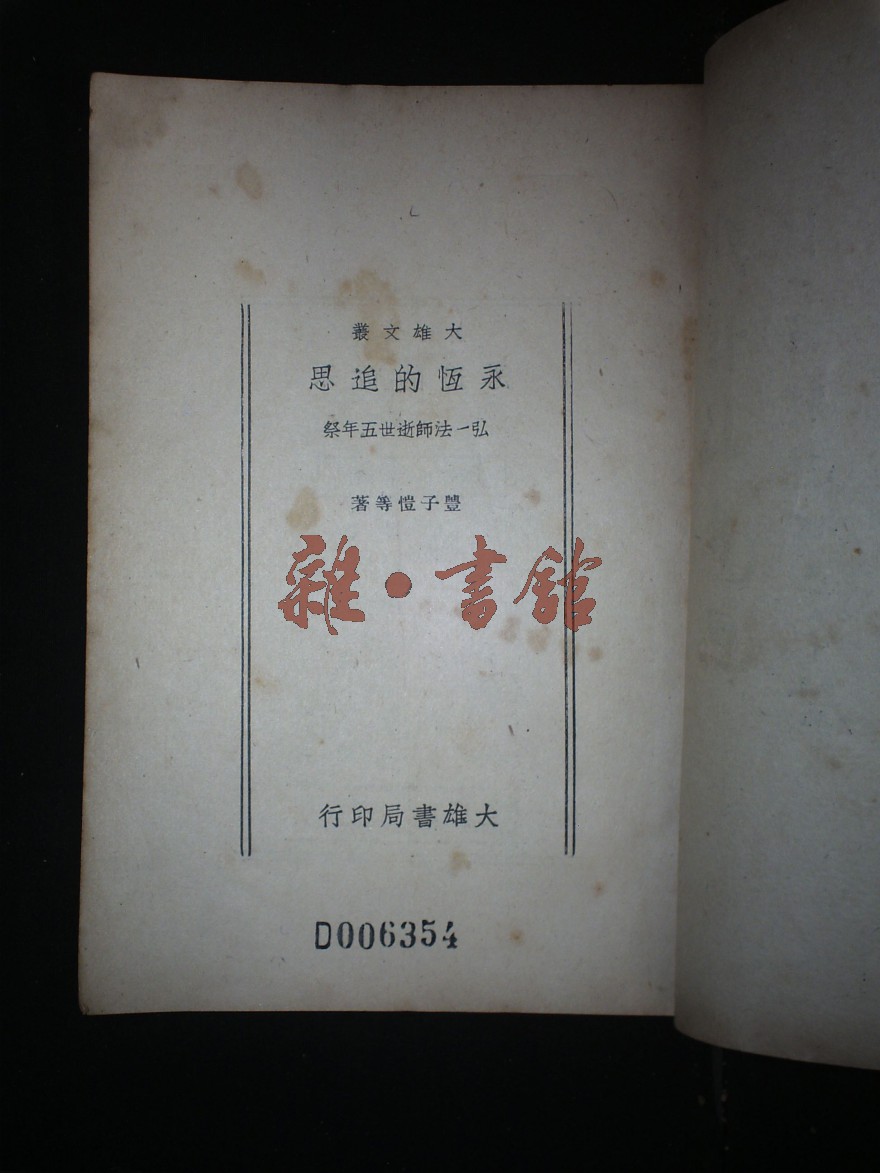 大雄文叢
永恆的追思
弘一法師逝世五年祭
豐子愷等著
雜·書館
大雄書局印行
D006354